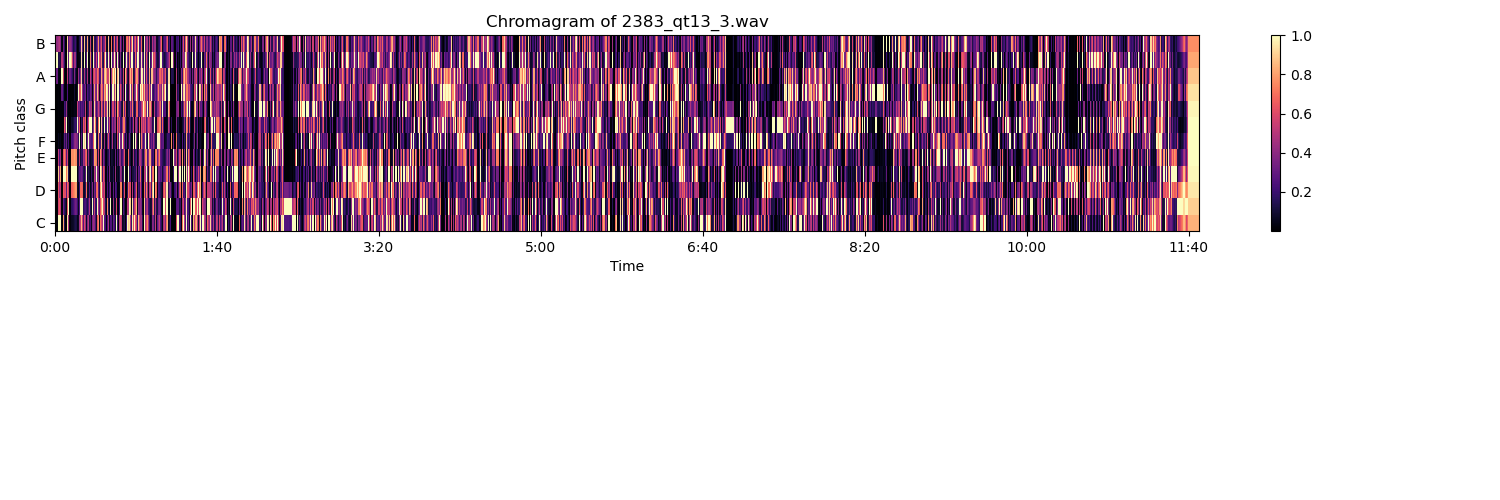 Chromagram of 2383_qt13_3.wav
Pitch class
B
A
G
F
E
D
C
0:00 1:40 3:20 5:00 6:40 8:20 10:00 11:40
Time
1.0
0.8
0.6
0.4
0.2